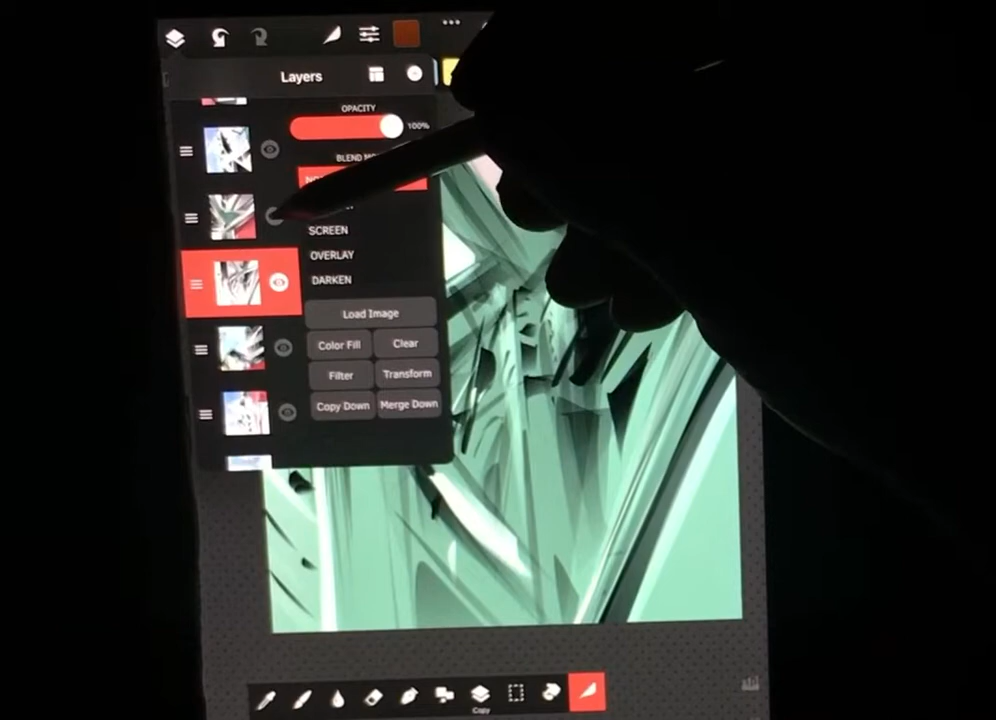 Layers
OPACITY
100%
SCREEN
OVERLAY
DARKEN
Load Image
Color Fill
Clear
Filter
Transform
Copy Down
Merge Down
Copy